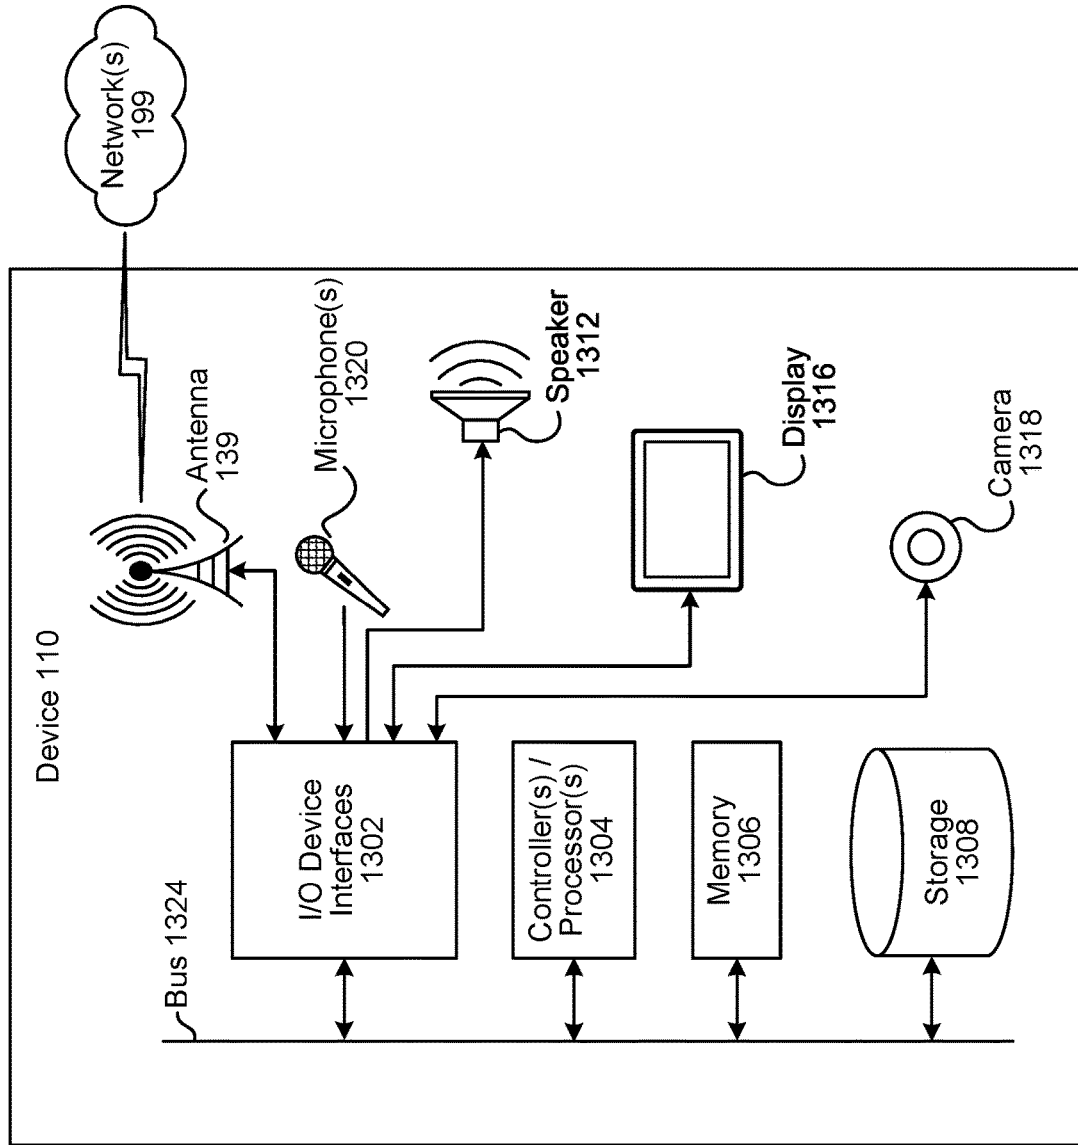 Device 110
Network(s)
199
Antenna
139
Microphone(s)
1320
Speaker
1312
Display
1316
Camera
1318
Bus 1324
I/O Device
Interfaces
1302
Controller(s) /
Processor(s)
1304
Memory
1306
Storage
1308